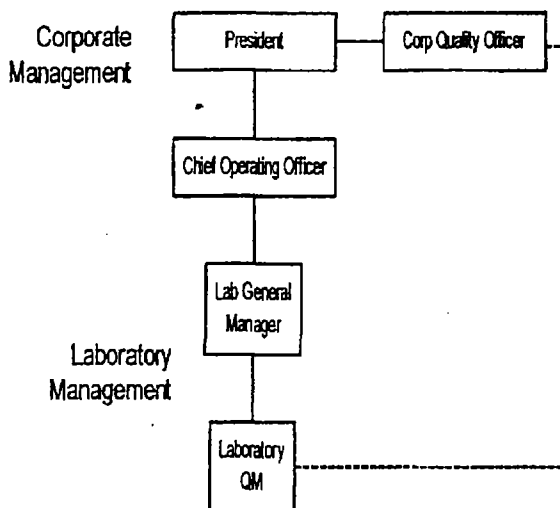 Corporate
Management
President
Corp Quality Officer
Chief Operating Officer
Lab General
Manager
Laboratory
Management
Laboratory
QM